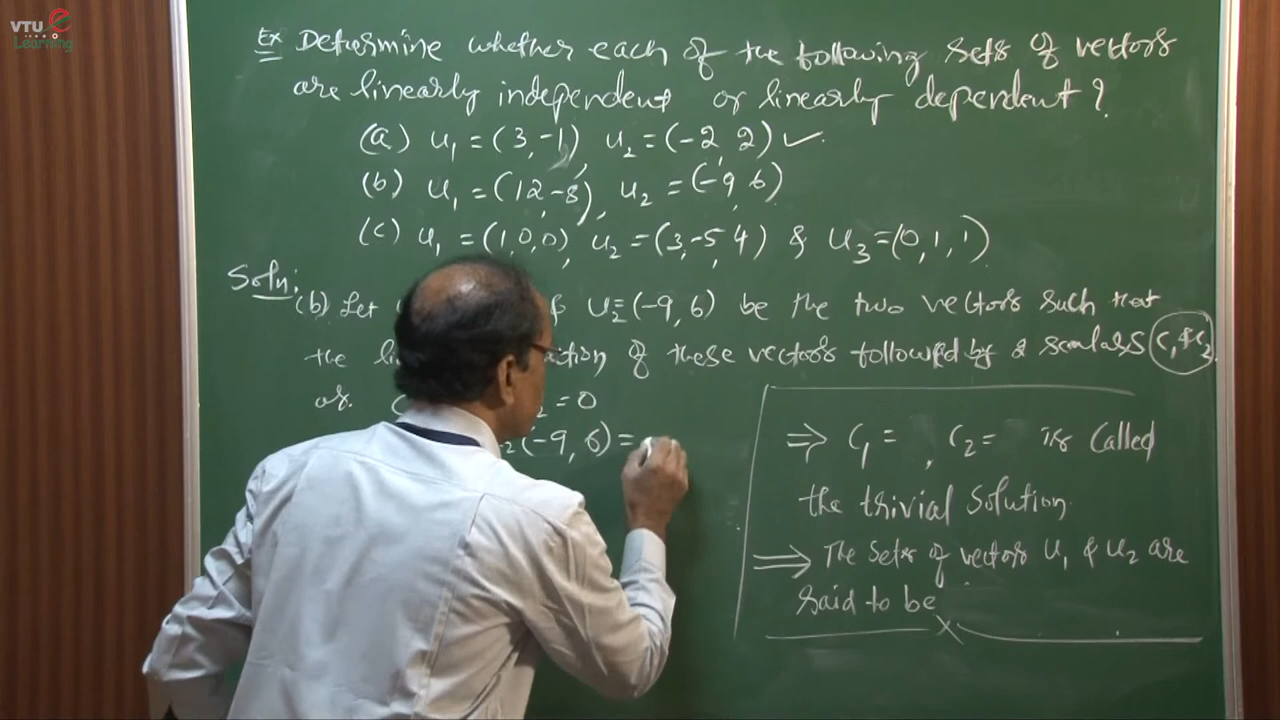 VTU e
Learning
Ex Determine whether each of the following sets of vectors
are linearly independent or linearly dependent?
(a) u₁ = (3, -1), u₂ = (-2, 2) ✓
(b) u₁ = (12, -8), u₂ = (-9, 6)
(c) u₁ = (1, 0, 0), u₂ = (3, -5, 4) & u₃ = (0, 1, 1)
Soln:
(b) Let U₂ = (-9, 6) be the two vectors such that
the of these vectors followed by 2 scalars C₁ & C₂.
as. = 0
(-9, 6) =
⇒ C₁ = , C₂ = is called
the trivial solution.
⇒ The sets of vectors U₁ & U₂ are
said to be
x